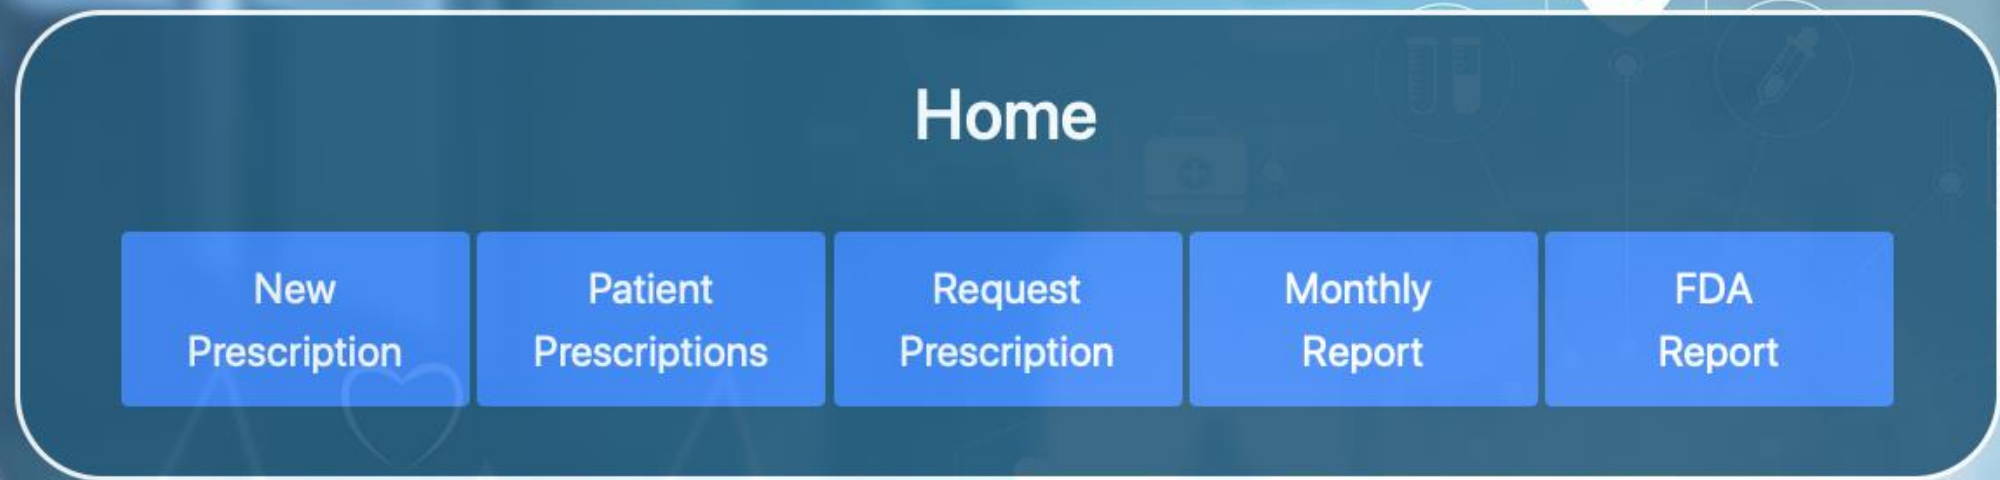 Home
New
Prescription
Patient
Prescriptions
Request
Prescription
Monthly
Report
FDA
Report